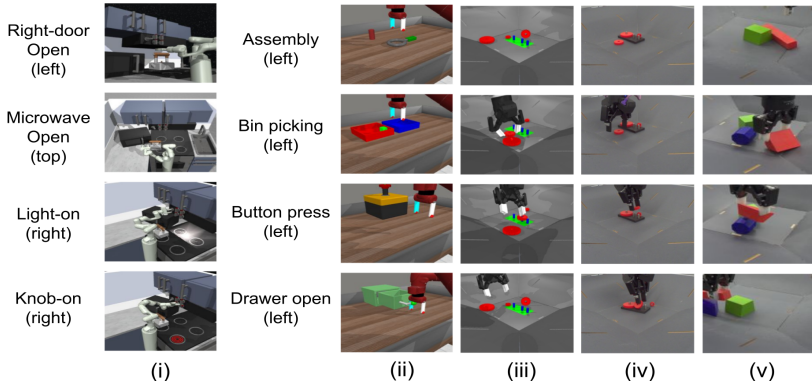 Right-door
Open
(left)
Assembly
(left)
Microwave
Open
(top)
Bin picking
(left)
Light-on
(right)
Button press
(left)
Knob-on
(right)
Drawer open
(left)
(i)
(ii)
(iii)
(iv)
(v)